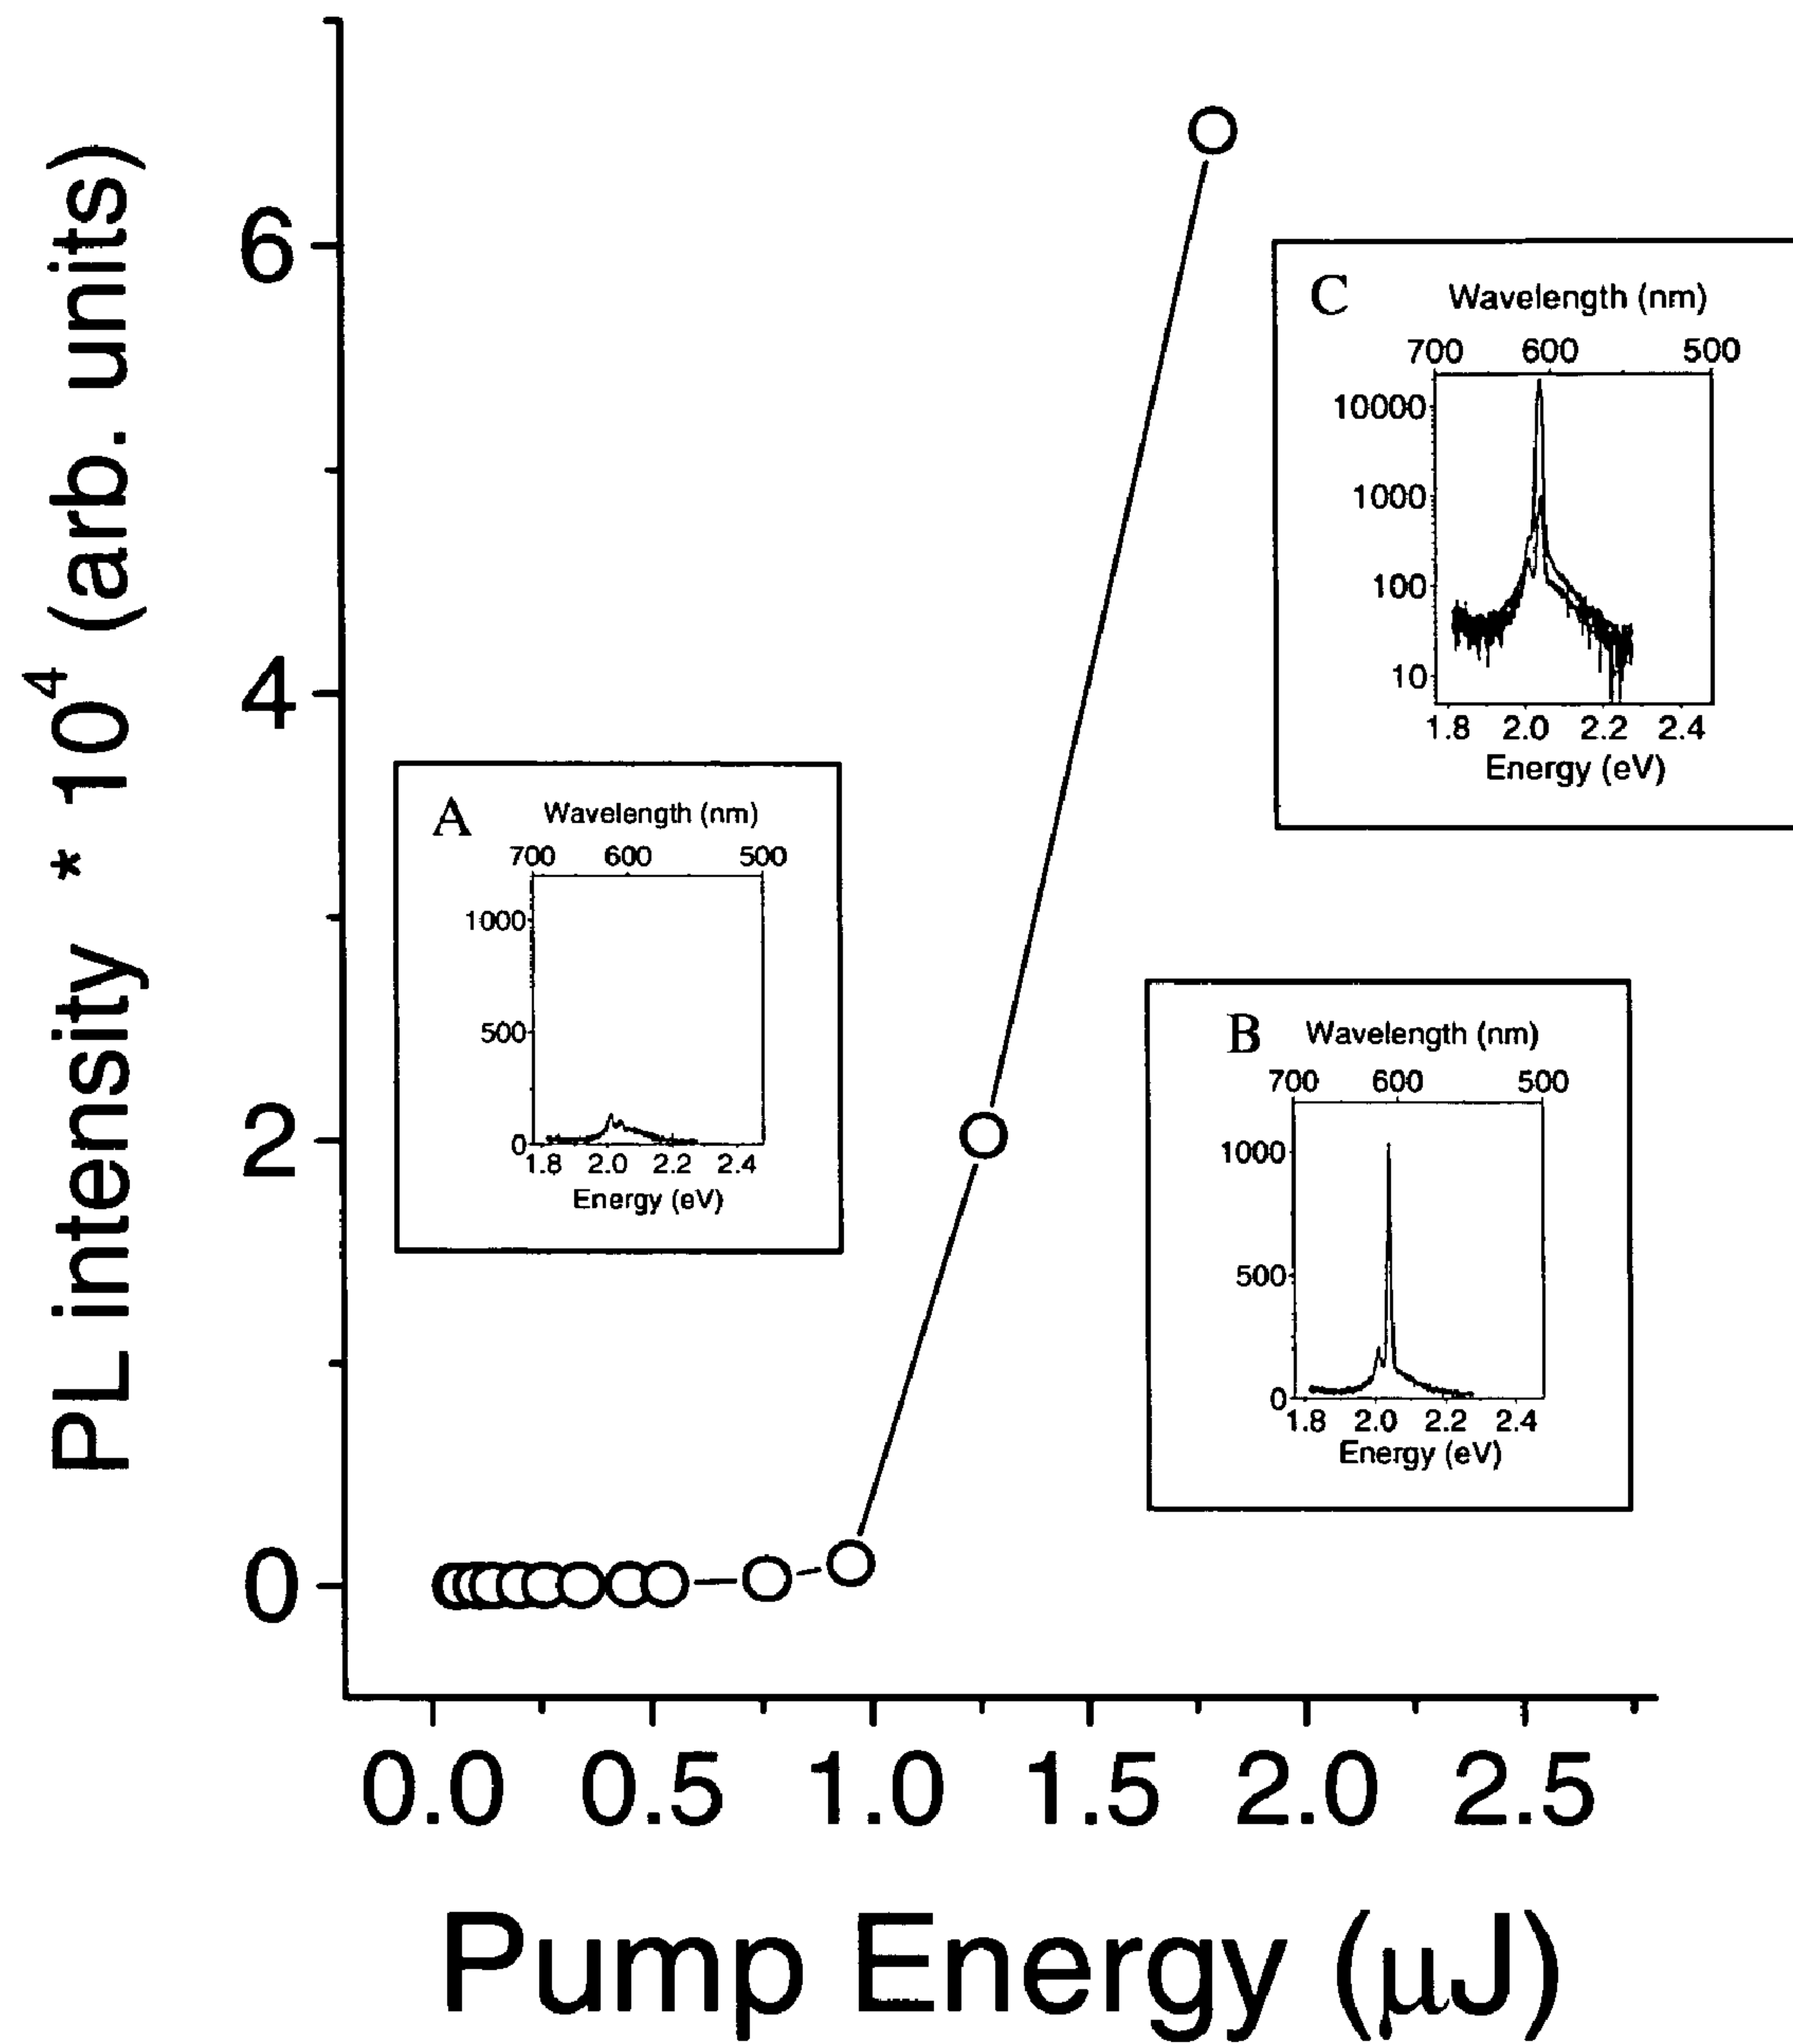 PL intensity * 10⁴ (arb. units)
6
4
2
0
0.0 0.5 1.0 1.5 2.0 2.5
Pump Energy (μJ)
A Wavelength (nm)
700 600 500
1000
500
0
1.8 2.0 2.2 2.4
Energy (eV)
C Wavelength (nm)
700 600 500
10000
1000
100
10
1.8 2.0 2.2 2.4
Energy (eV)
B Wavelength (nm)
700 600 500
1000
500
0
1.8 2.0 2.2 2.4
Energy (eV)